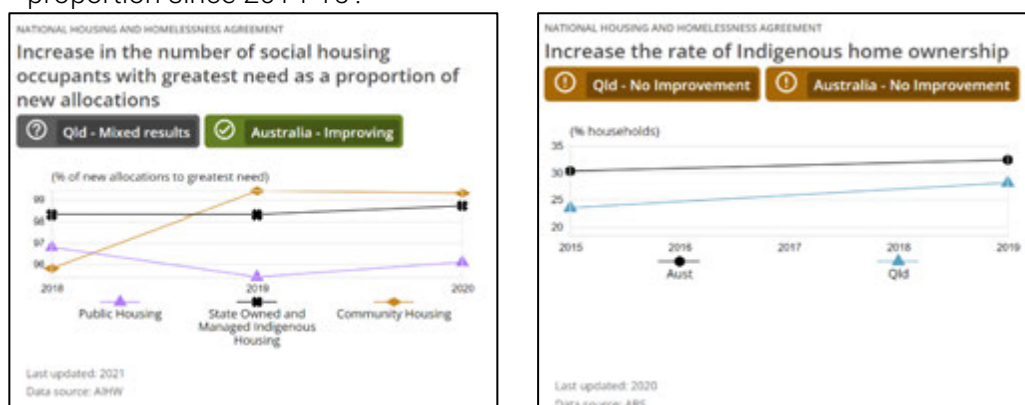 proportion since 2014-15?
NATIONAL HOUSING AND HOMELESSNESS AGREEMENT
Increase in the number of social housing
occupants with greatest need as a proportion of
new allocations
Qld - Mixed results
Australia - Improving
(% of new allocations to greatest need)
99
98
97
96
2018
2019
2020
Public Housing
State Owned and
Managed Indigenous
Housing
Community Housing
Last updated: 2021
Data source: AIHW
NATIONAL HOUSING AND HOMELESSNESS AGREEMENT
Increase the rate of Indigenous home ownership
Qld - No Improvement
Australia - No Improvement
(% households)
35
30
25
20
2015
2016
2017
2018
2019
Aust
Qld
Last updated: 2020
Data source: ABS